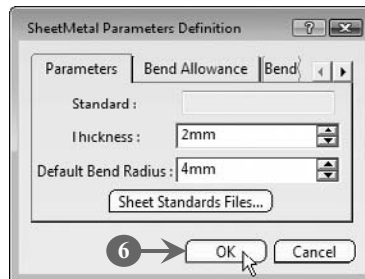 SheetMetal Parameters Definition ?
Parameters Bend Allowance Bend
Standard :
Thickness : 2mm
Default Bend Radius : 4mm
Sheet Standards Files...
6 OK Cancel